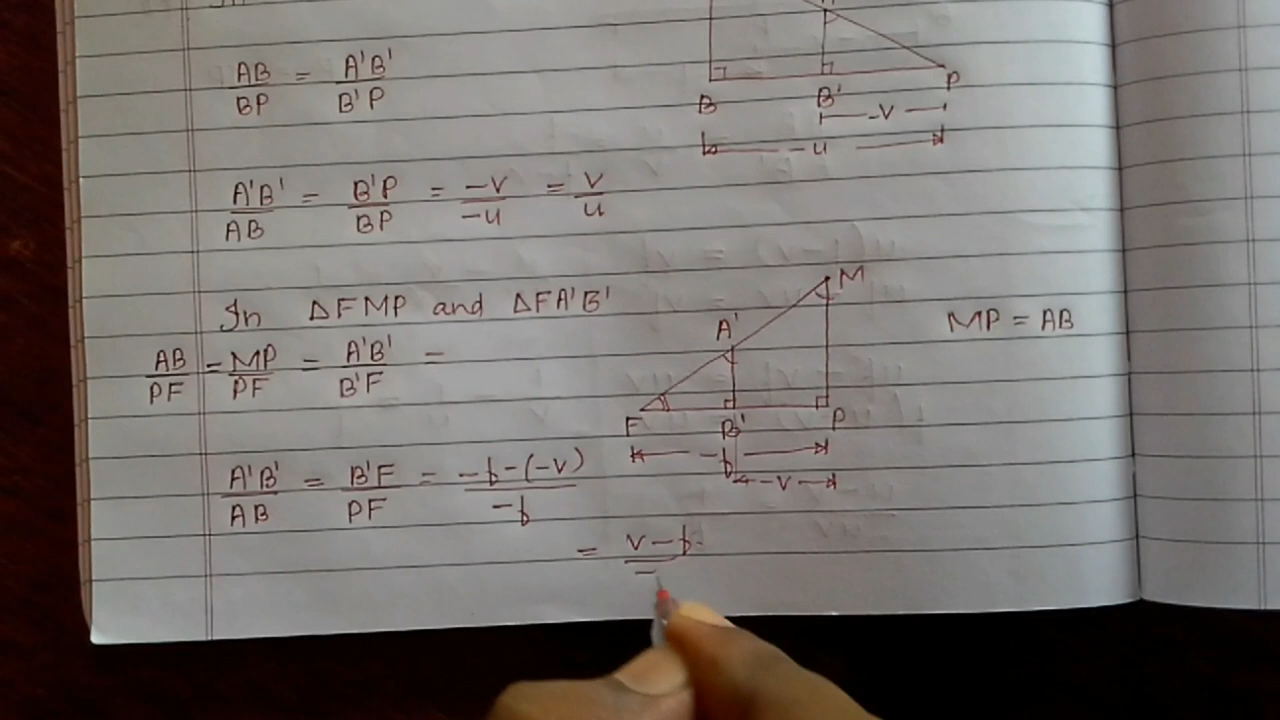 AB/BP = A'B'/B'P
B B' P
-v
-u
A'B'/AB = B'P/BP = -v/-u = v/u
In ΔFMP and ΔFA'B'
M
A'
MP = AB
AB/PF = MP/PF = A'B'/B'F =
F B' P
-f
-v
A'B'/AB = B'F/PF = -f-(-v)/-f
= v-f/-